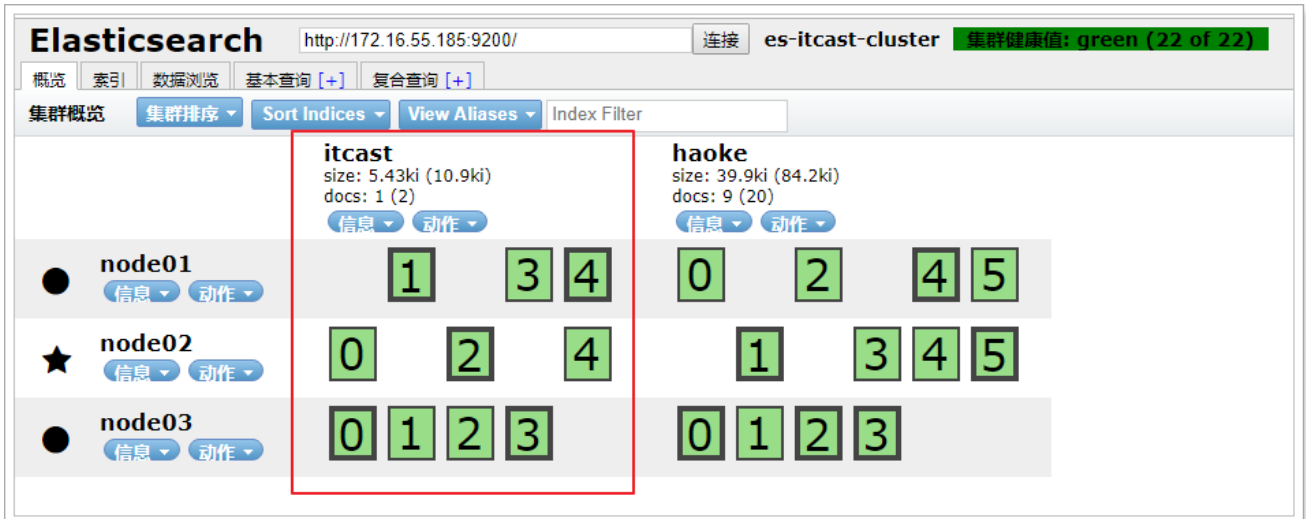 Elasticsearch http://172.16.55.185:9200/ 连接 es-itcast-cluster 集群健康值: green (22 of 22)
概览 索引 数据浏览 基本查询 [+] 复合查询 [+]
集群概览 集群排序 Sort Indices View Aliases Index Filter
itcast haoke
size: 5.43ki (10.9ki) size: 39.9ki (84.2ki)
docs: 1 (2) docs: 9 (20)
信息 动作 信息 动作
node01 1 3 4 0 2 4 5
信息 动作
node02 0 2 4 1 3 4 5
信息 动作
node03 0 1 2 3 0 1 2 3
信息 动作